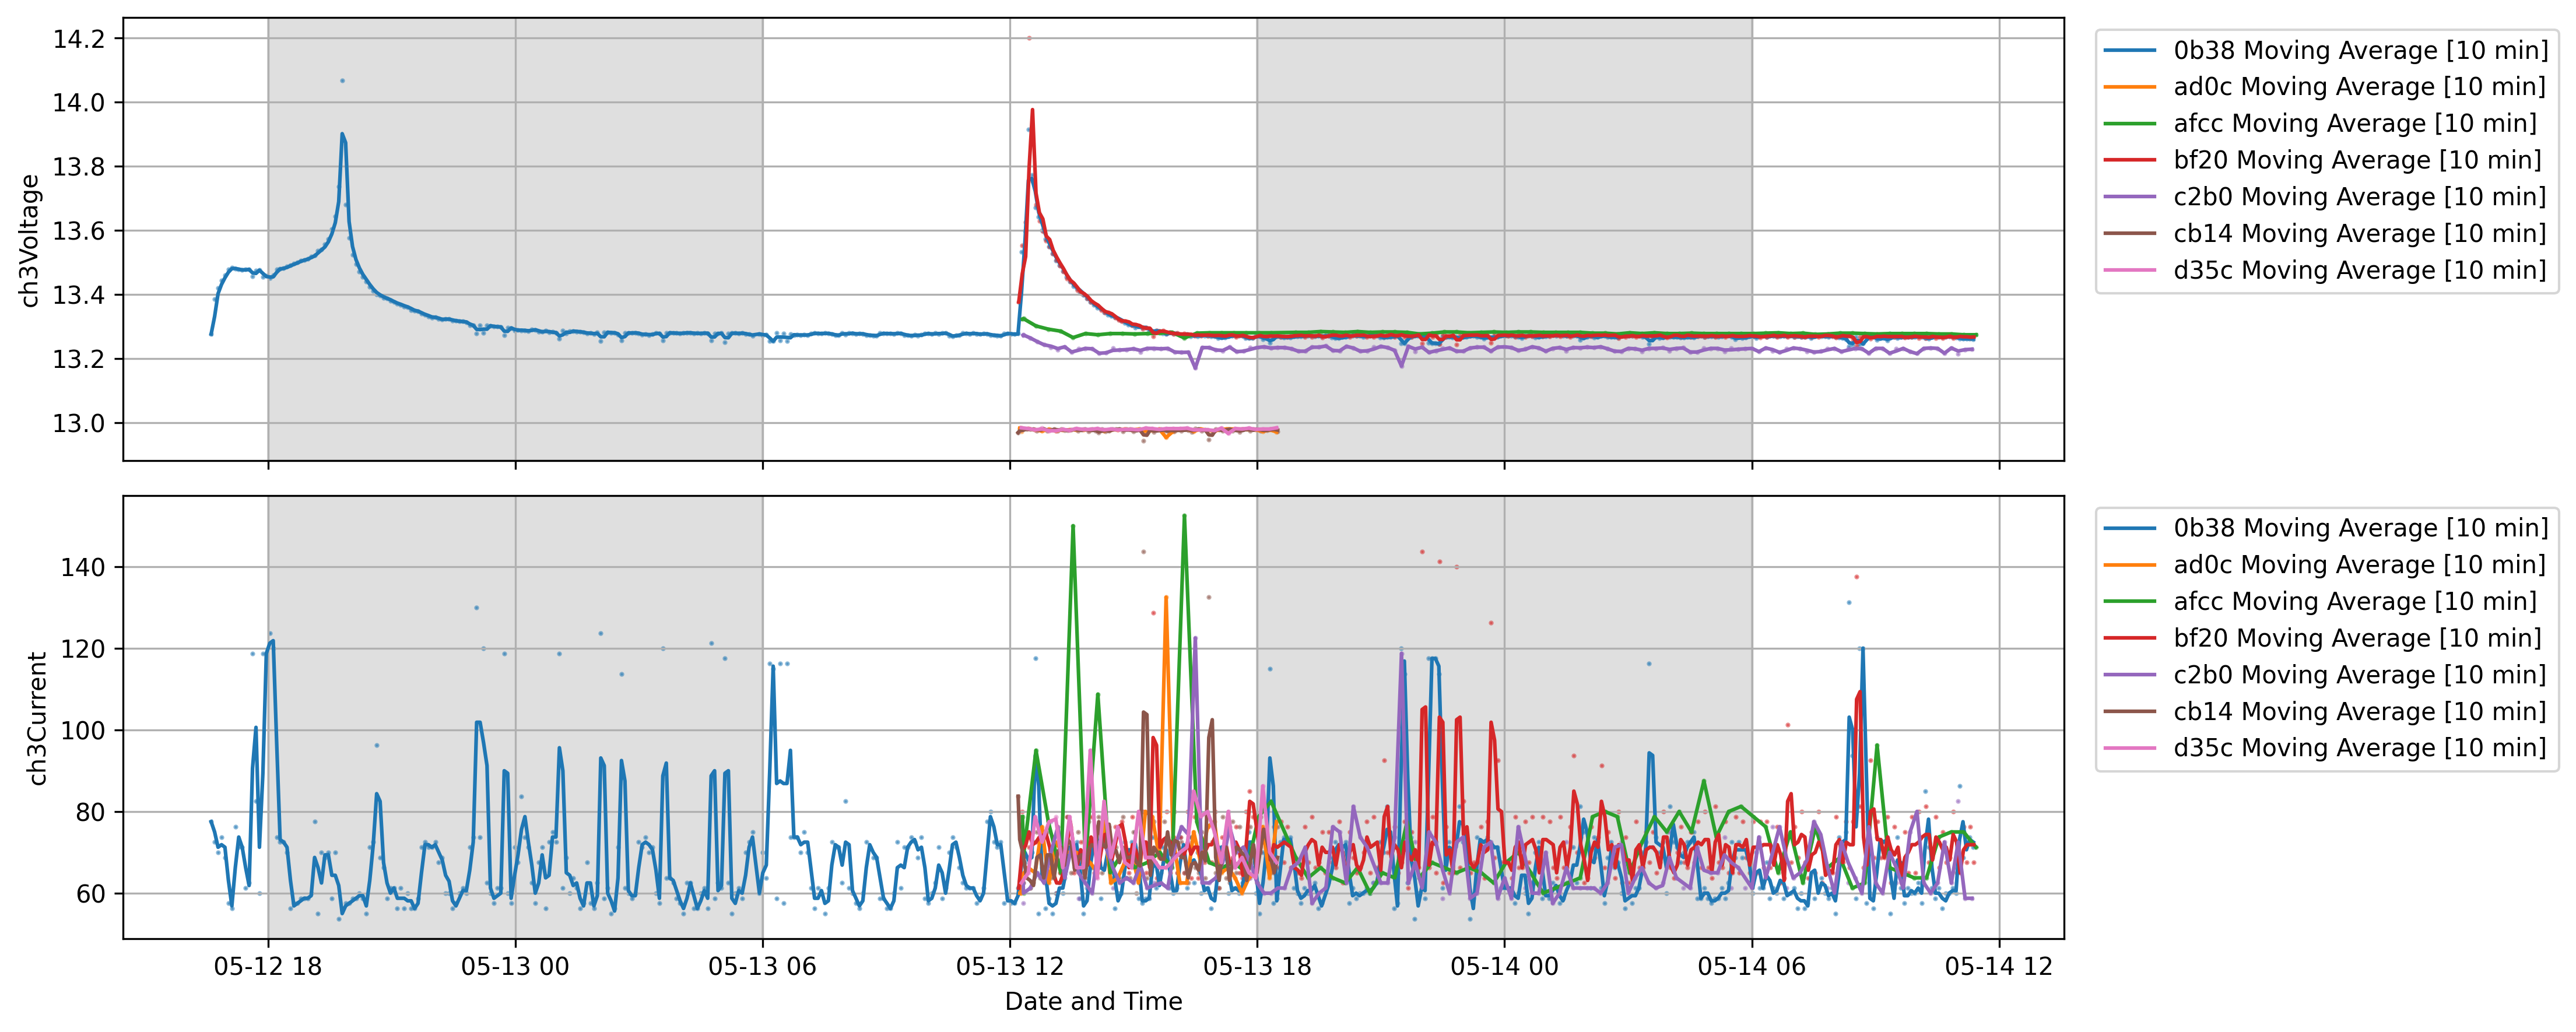 14.2
14.0
13.8
13.6
13.4
13.2
13.0
ch3Voltage
0b38 Moving Average [10 min]
ad0c Moving Average [10 min]
afcc Moving Average [10 min]
bf20 Moving Average [10 min]
c2b0 Moving Average [10 min]
cb14 Moving Average [10 min]
d35c Moving Average [10 min]
140
120
100
80
60
ch3Current
0b38 Moving Average [10 min]
ad0c Moving Average [10 min]
afcc Moving Average [10 min]
bf20 Moving Average [10 min]
c2b0 Moving Average [10 min]
cb14 Moving Average [10 min]
d35c Moving Average [10 min]
05-12 18 05-13 00 05-13 06 05-13 12 05-13 18 05-14 00 05-14 06 05-14 12
Date and Time